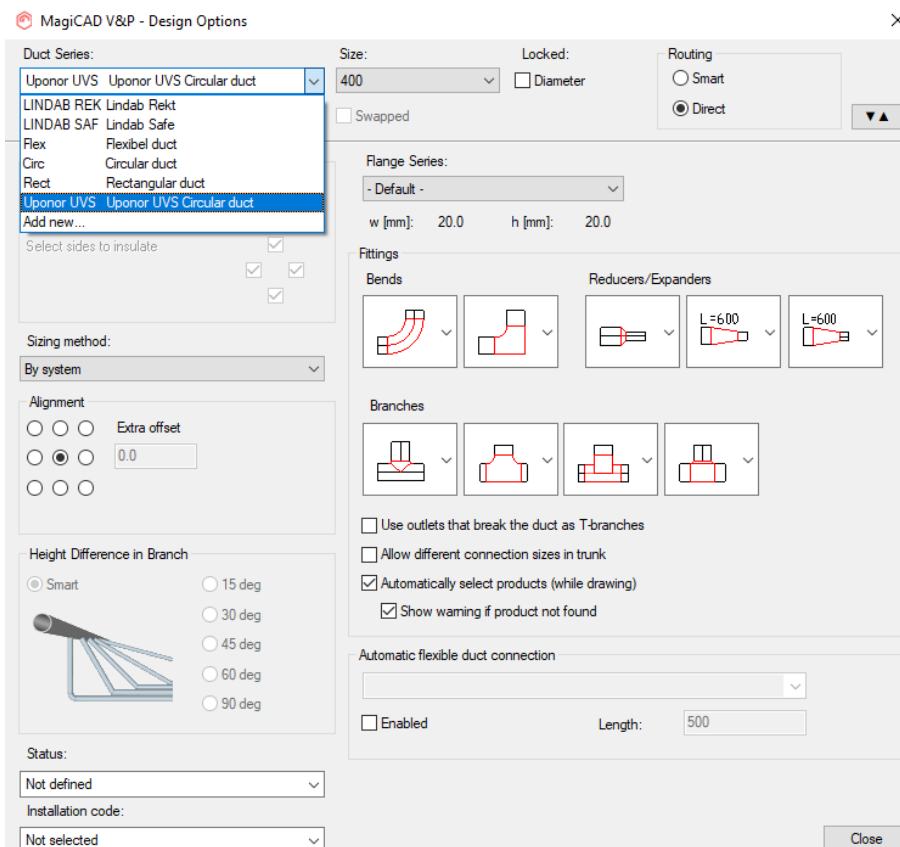 MagiCAD V&P - Design Options
Duct Series:
Size:
Locked:
Routing
Uponor UVS Uponor UVS Circular duct
400
Diameter
Smart
Direct
Swapped
▼▲
LINDAB REK Lindab Rekt
LINDAB SAF Lindab Safe
Flex Flexibel duct
Circ Circular duct
Rect Rectangular duct
Uponor UVS Uponor UVS Circular duct
Add new...
Select sides to insulate
Flange Series:
- Default -
w [mm]: 20.0 h [mm]: 20.0
Fittings
Bends
Reducers/Expanders
L=600
L=600
Branches
Use outlets that break the duct as T-branches
Allow different connection sizes in trunk
Automatically select products (while drawing)
Show warning if product not found
Sizing method:
By system
Alignment
Extra offset
0.0
Height Difference in Branch
Smart
15 deg
30 deg
45 deg
60 deg
90 deg
Automatic flexible duct connection
Enabled
Length:
500
Status:
Not defined
Installation code:
Not selected
Close